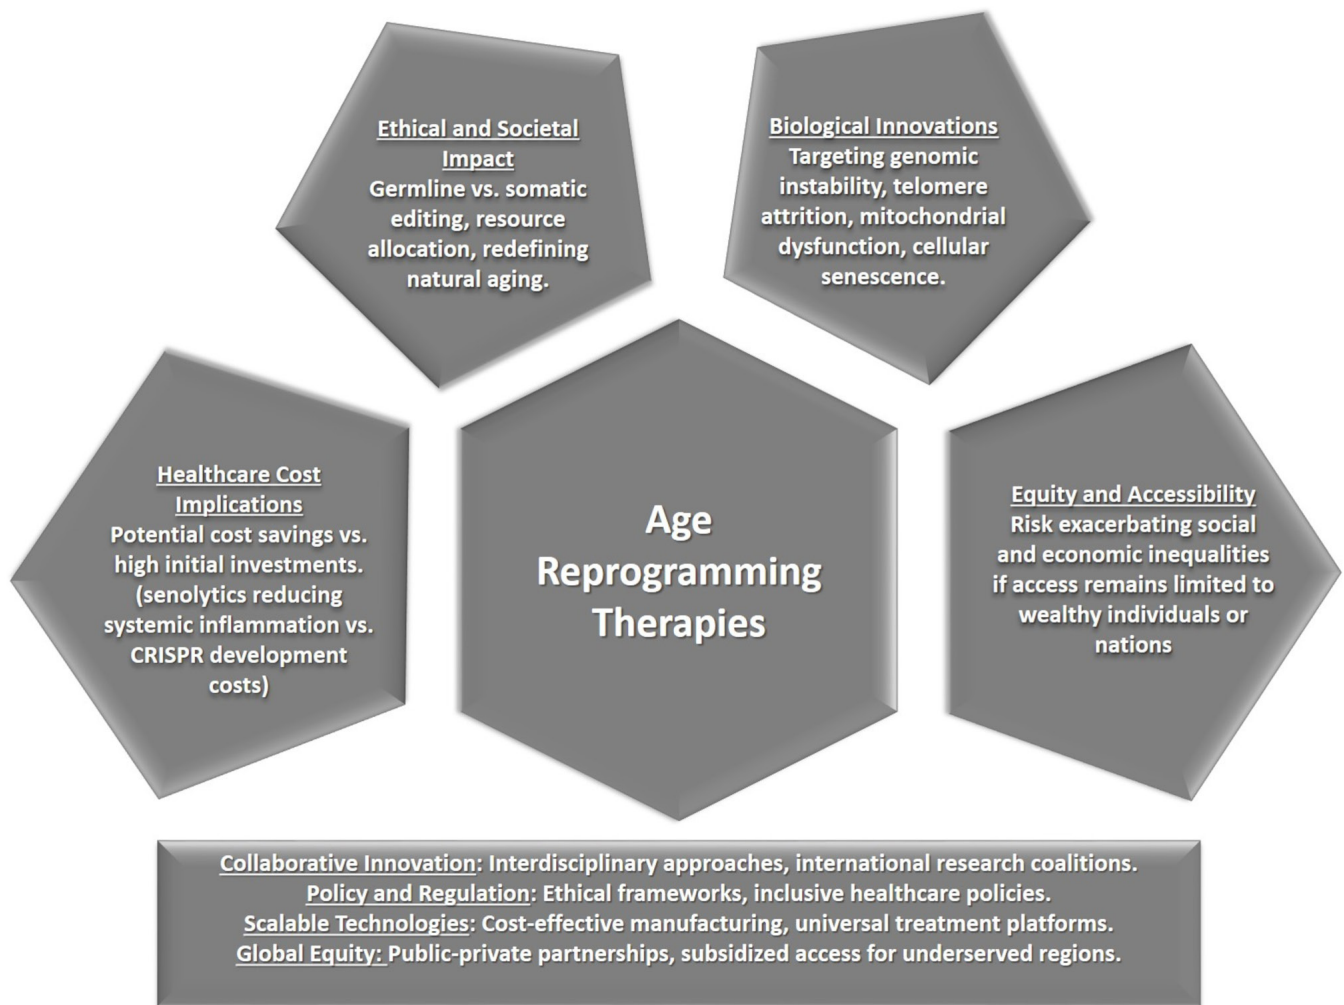 Ethical and Societal
Impact
Germline vs. somatic
editing, resource
allocation, redefining
natural aging.
Biological Innovations
Targeting genomic
instability, telomere
attrition, mitochondrial
dysfunction, cellular
senescence.
Healthcare Cost
Implications
Potential cost savings vs.
high initial investments.
(senolytics reducing
systemic inflammation vs.
CRISPR development
costs)
Age
Reprogramming
Therapies
Equity and Accessibility
Risk exacerbating social
and economic inequalities
if access remains limited to
wealthy individuals or
nations
Collaborative Innovation: Interdisciplinary approaches, international research coalitions.
Policy and Regulation: Ethical frameworks, inclusive healthcare policies.
Scalable Technologies: Cost-effective manufacturing, universal treatment platforms.
Global Equity: Public-private partnerships, subsidized access for underserved regions.